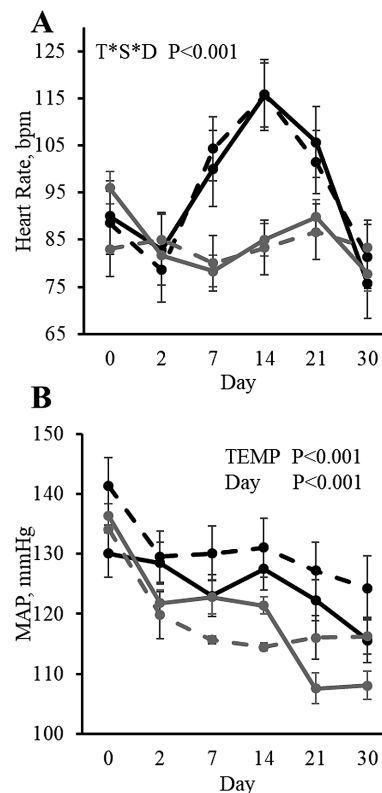 A
T*S*D P<0.001
125
115
105
95
85
75
65
Heart Rate, bpm
0 2 7 14 21 30
Day
B
TEMP P<0.001
Day P<0.001
150
140
130
120
110
100
MAP, mmHg
0 2 7 14 21 30
Day